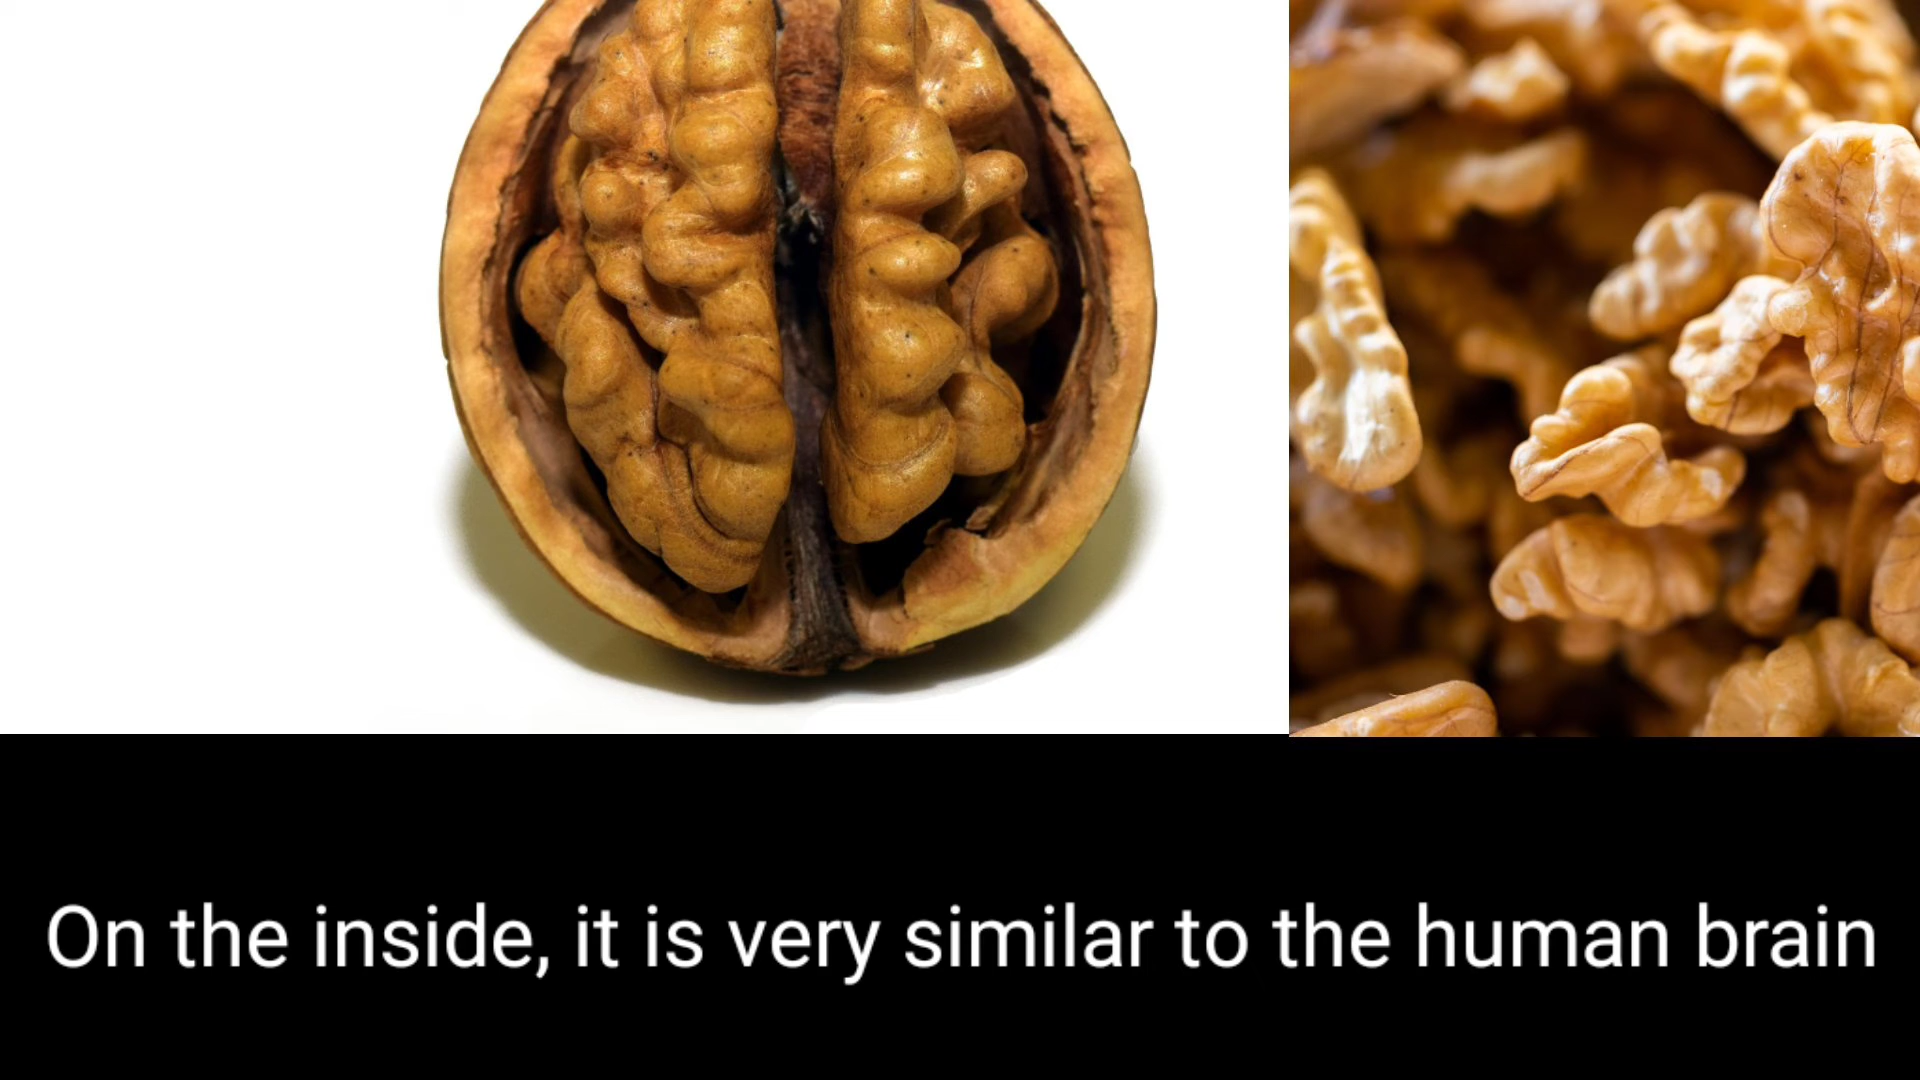 On the inside, it is very similar to the human brain